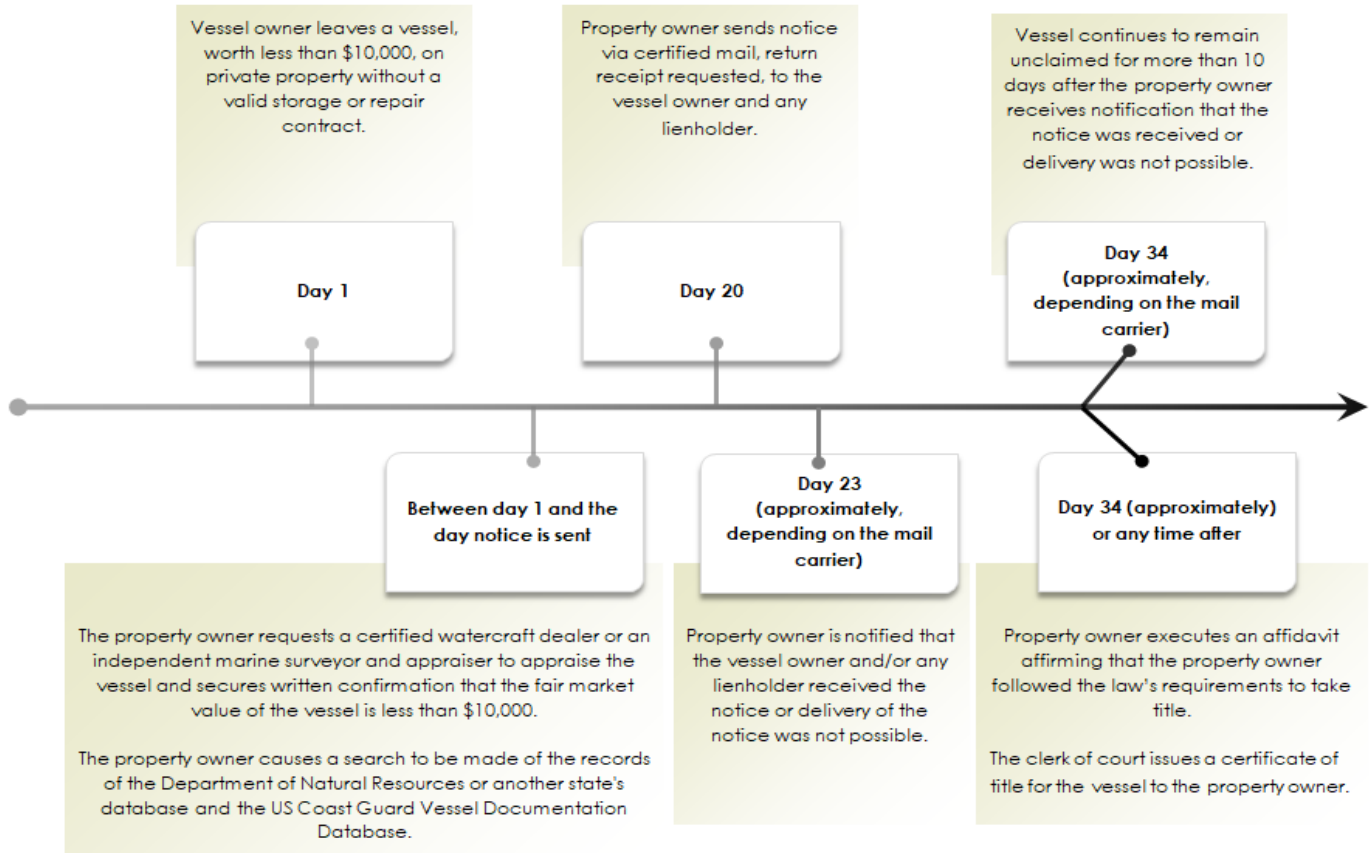 Vessel owner leaves a vessel,
worth less than $10,000, on
private property without a
valid storage or repair
contract.
Day 1
Between day 1 and the
day notice is sent
The property owner requests a certified watercraft dealer or an
independent marine surveyor and appraiser to appraise the
vessel and secures written confirmation that the fair market
value of the vessel is less than $10,000.
The property owner causes a search to be made of the records
of the Department of Natural Resources or another state's
database and the US Coast Guard Vessel Documentation
Database.
Property owner sends notice
via certified mail, return
receipt requested, to the
vessel owner and any
lienholder.
Day 20
Day 23
(approximately,
depending on the mail
carrier)
Property owner is notified that
the vessel owner and/or any
lienholder received the
notice or delivery of the
notice was not possible.
Vessel continues to remain
unclaimed for more than 10
days after the property owner
receives notification that the
notice was received or
delivery was not possible.
Day 34
(approximately,
depending on the mail
carrier)
Day 34 (approximately)
or any time after
Property owner executes an affidavit
affirming that the property owner
followed the law's requirements to take
title.
The clerk of court issues a certificate of
title for the vessel to the property owner.